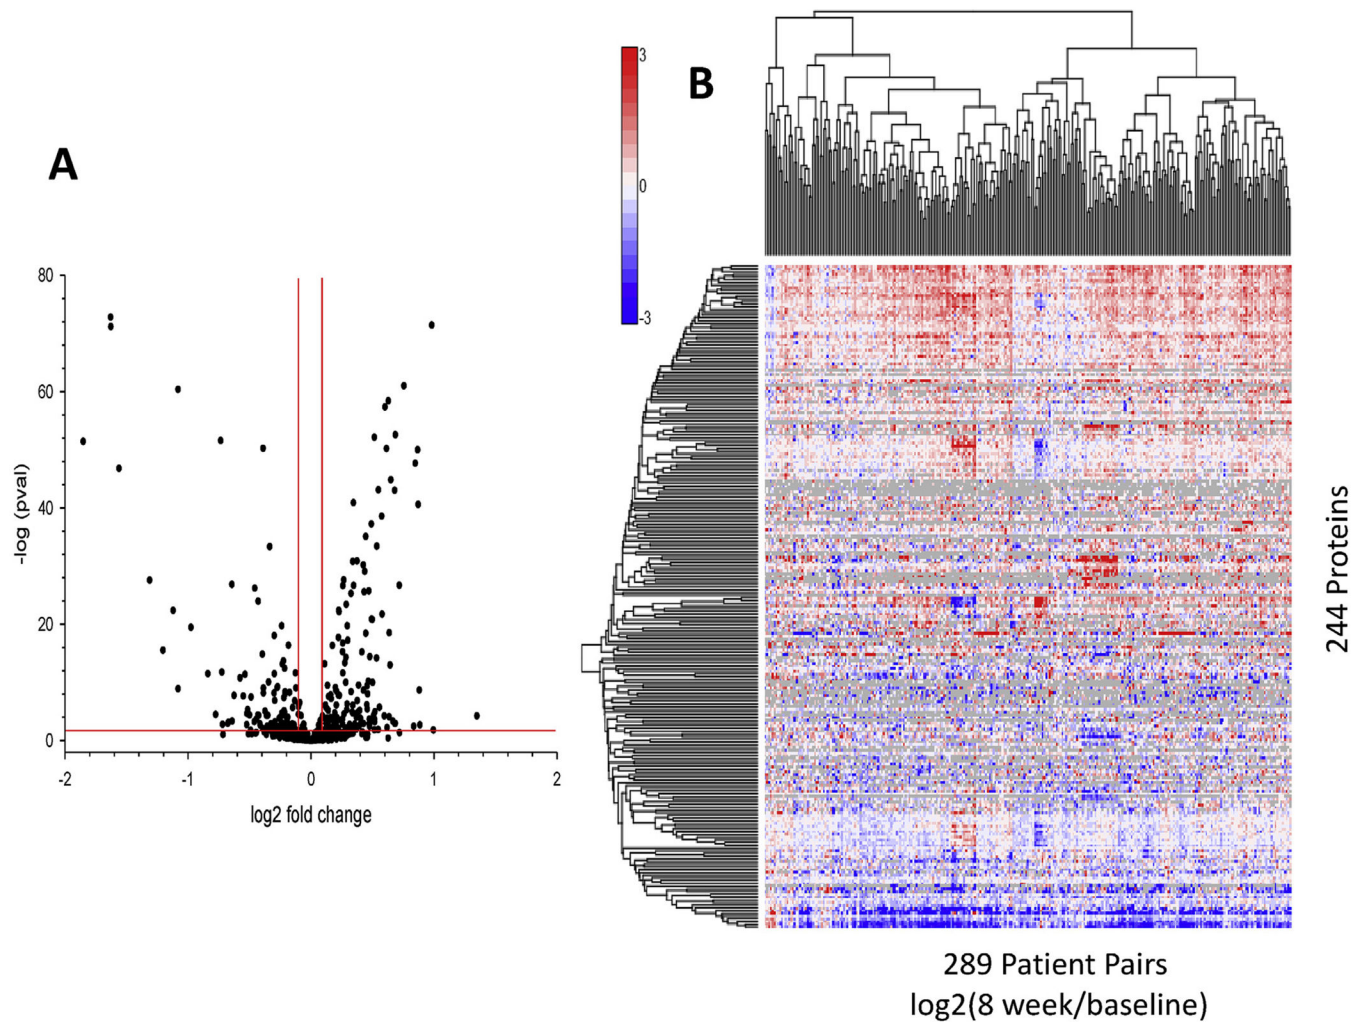 A
B
3
0
-3
80
60
40
20
0
-log (pval)
-2
-1
0
1
2
log2 fold change
244 Proteins
289 Patient Pairs
log2(8 week/baseline)